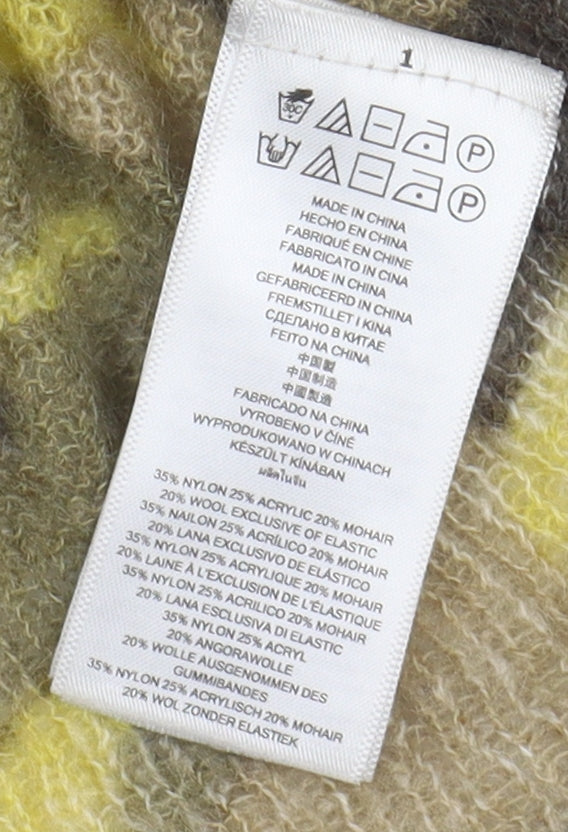 1
30C
P
P
MADE IN CHINA
HECHO EN CHINA
FABRIQUÉ EN CHINE
FABBRICATO IN CINA
MADE IN CHINA
GEFABRICEERD IN CHINA
FREMSTILLET I KINA
СДЕЛАНО В КИТАЕ
FEITO NA CHINA
中国製
中国制造
中國製造
FABRICADO NA CHINA
VYROBENO V ČÍNĚ
WYPRODUKOWANO W CHINACH
KÉSZÜLT KÍNÁBAN
ผลิตในจีน
35% NYLON 25% ACRYLIC 20% MOHAIR
20% WOOL EXCLUSIVE OF ELASTIC
35% NAILON 25% ACRÍLICO 20% MOHAIR
20% LANA EXCLUSIVO DE ELÁSTICO
35% NYLON 25% ACRYLIQUE 20% MOHAIR
20% LAINE À L'EXCLUSION DE L'ÉLASTIQUE
35% NYLON 25% ACRILICO 20% MOHAIR
20% LANA ESCLUSIVA DI ELASTIC
35% NYLON 25% ACRYL
20% ANGORAWOLLE
20% WOLLE AUSGENOMMEN DES
GUMMIBANDES
35% NYLON 25% ACRYLISCH 20% MOHAIR
20% WOL ZONDER ELASTIEK